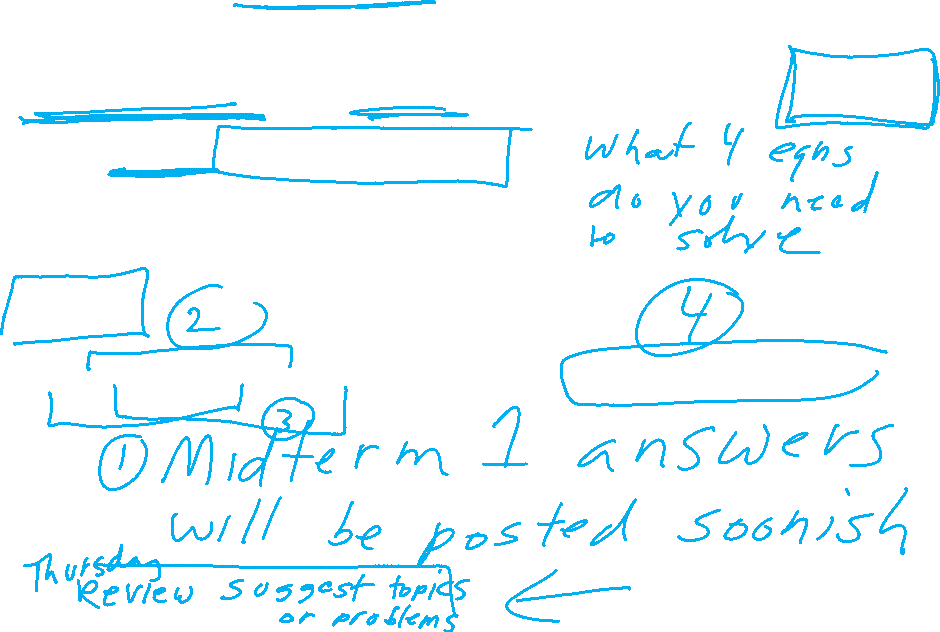 What 4 eqns
do you need
to solve
2
4
3
1 Midterm 1 answers
will be posted soonish
Thursday
Review suggest topics
or problems